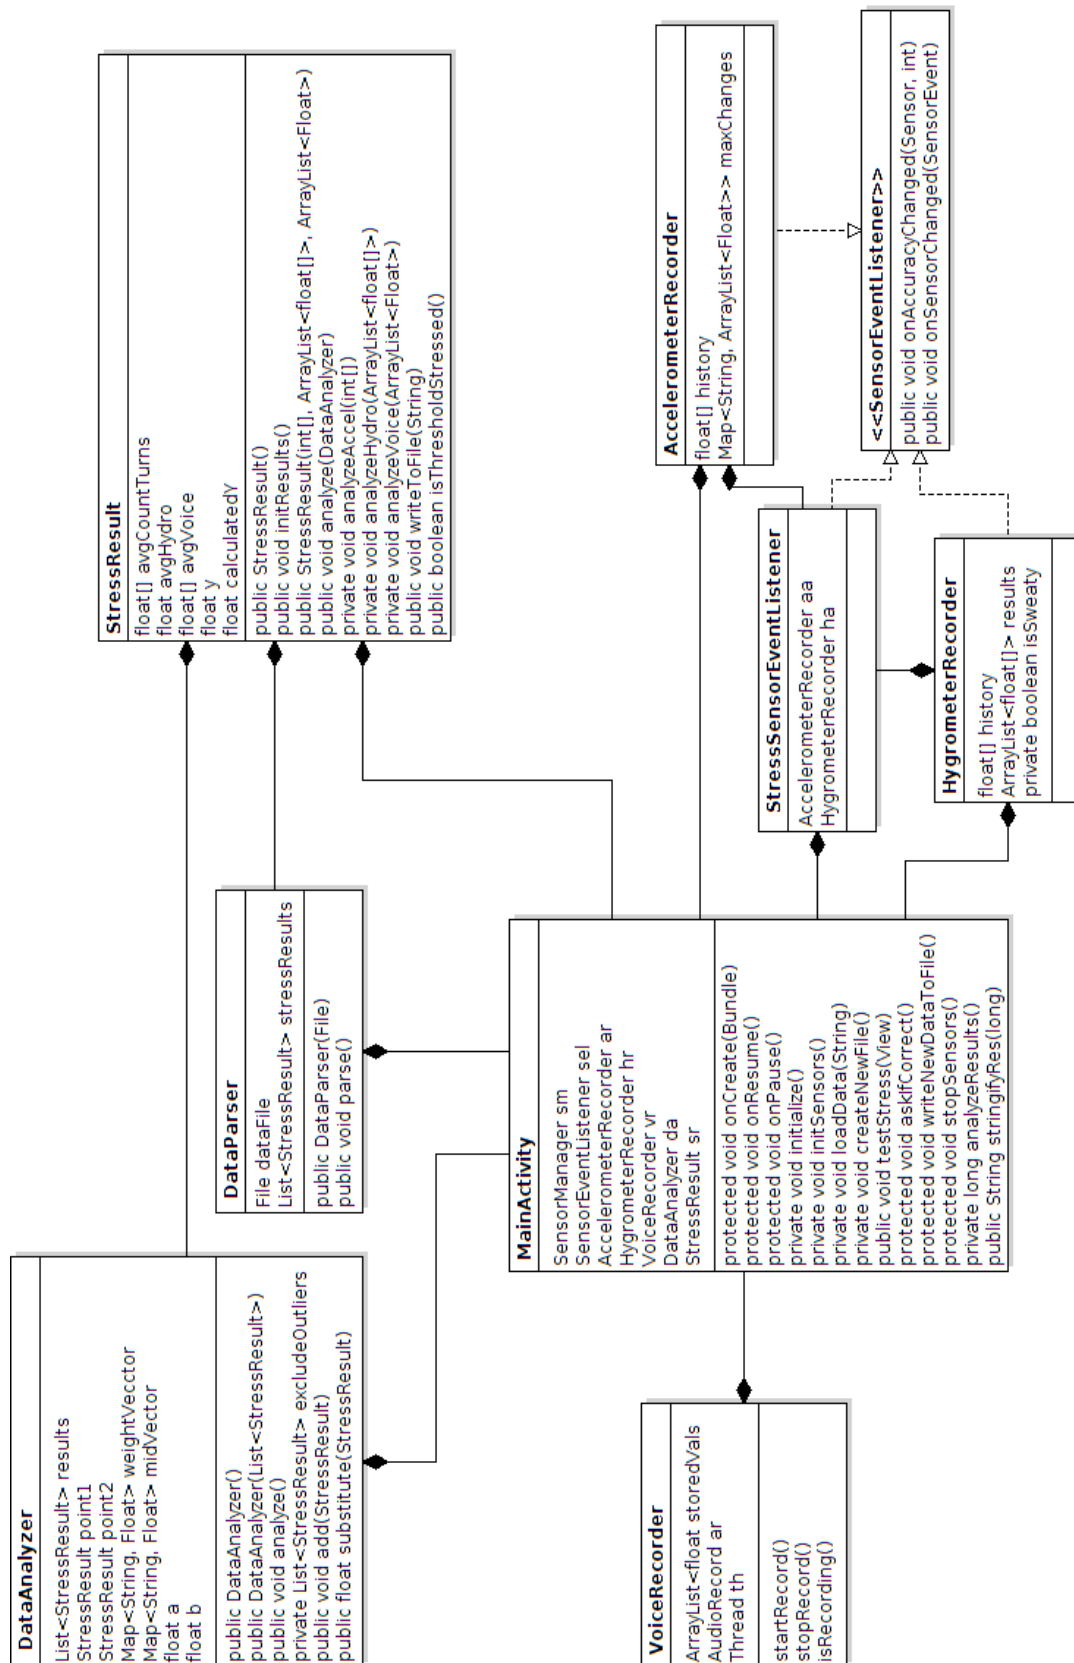 StressResult
float[] avgCountTurns
float avgHydro
float[] avgVoice
float y
float calculatedY
public StressResult()
public void initResults()
public StressResult(int[], ArrayList<float[]>, ArrayList<Float>)
public void analyze(DataAnalyzer)
private void analyzeAccel(int[])
private void analyzeHydro(ArrayList<float[]>)
private void analyzeVoice(ArrayList<Float>)
public void writeToFile(String)
public boolean isThresholdStressed()
AccelerometerRecorder
float[] history
Map<String, ArrayList<Float>> maxChanges
<<SensorEventListener>>
public void onAccuracyChanged(Sensor, int)
public void onSensorChanged(SensorEvent)
StressSensorEventListener
AccelerometerRecorder aa
HygrometerRecorder ha
HygrometerRecorder
float[] history
ArrayList<float[]> results
private boolean isSweaty
DataParser
File dataFile
List<StressResult> stressResults
public DataParser(File)
public void parse()
MainActivity
SensorManager sm
SensorEventListener sel
AccelerometerRecorder ar
HygrometerRecorder hr
VoiceRecorder vr
DataAnalyzer da
StressResult sr
protected void onCreate(Bundle)
protected void onResume()
protected void onPause()
private void initialize()
private void initSensors()
private void loadData(String)
private void createNewFile()
public void testStress(View)
protected void askIfCorrect()
protected void writeNewDataToFile()
protected void stopSensors()
private long analyzeResults()
public String stringifyRes(long)
DataAnalyzer
List<StressResult> results
StressResult point1
StressResult point2
Map<String, Float> weightVecctor
Map<String, Float> midVector
float a
float b
public DataAnalyzer()
public DataAnalyzer(List<StressResult>)
public void analyze()
private List<StressResult> excludeOutliers
public void add(StressResult)
public float substitute(StressResult)
VoiceRecorder
ArrayList<float storedVals
AudioRecord ar
Thread th
startRecord()
stopRecord()
isRecording()